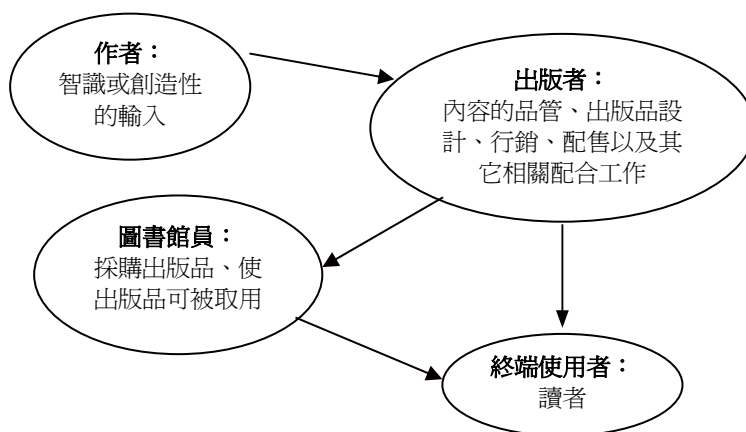 作者：
智識或創造性
的輸入
出版者：
內容的品管、出版品設
計、行銷、配售以及其
它相關配合工作
圖書館員：
採購出版品、使
出版品可被取用
終端使用者：
讀者